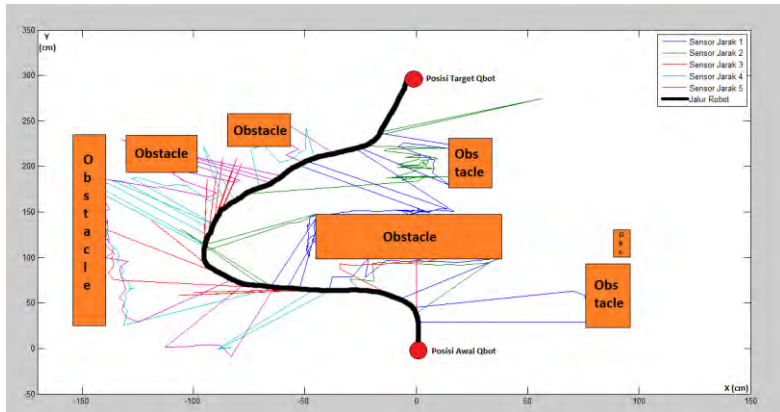 350
Y
(cm)
300
250
200
150
100
50
0
-50
-150
-100
-50
0
50
100
150
X (cm)
Sensor Jarak 1
Sensor Jarak 2
Sensor Jarak 3
Sensor Jarak 4
Sensor Jarak 5
Jalur Robot
Posisi Target Qbot
Obstacle
Obstacle
Obstacle
Obs
tacle
Obstacle
Obs
tacle
Posisi Awal Qbot